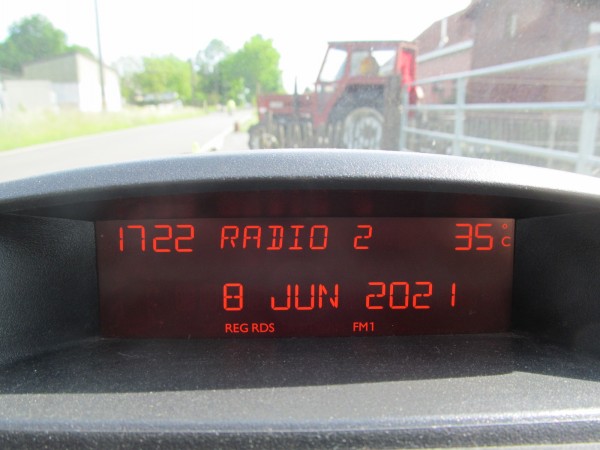 1722 RADIO 2 35°C
8 JUN 2021
REG RDS FM1